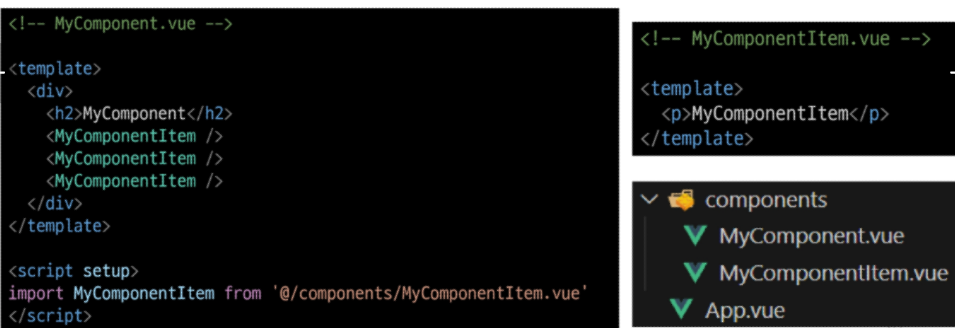 <!-- MyComponent.vue -->
<template>
  <div>
    <h2>MyComponent</h2>
    <MyComponentItem />
    <MyComponentItem />
    <MyComponentItem />
  </div>
</template>
<script setup>
import MyComponentItem from '@/components/MyComponentItem.vue'
</script>
<!-- MyComponentItem.vue -->
<template>
  <p>MyComponentItem</p>
</template>
components
MyComponent.vue
MyComponentItem.vue
App.vue